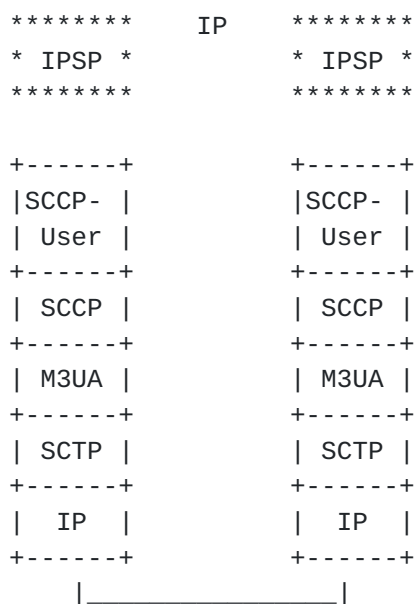 ********    IP    ********
* IPSP *          * IPSP *
********          ********

+------+          +------+
|SCCP- |          |SCCP- |
| User |          | User |
+------+          +------+
| SCCP |          | SCCP |
+------+          +------+
| M3UA |          | M3UA |
+------+          +------+
| SCTP |          | SCTP |
+------+          +------+
|  IP  |          |  IP  |
+------+          +------+
    |________________|